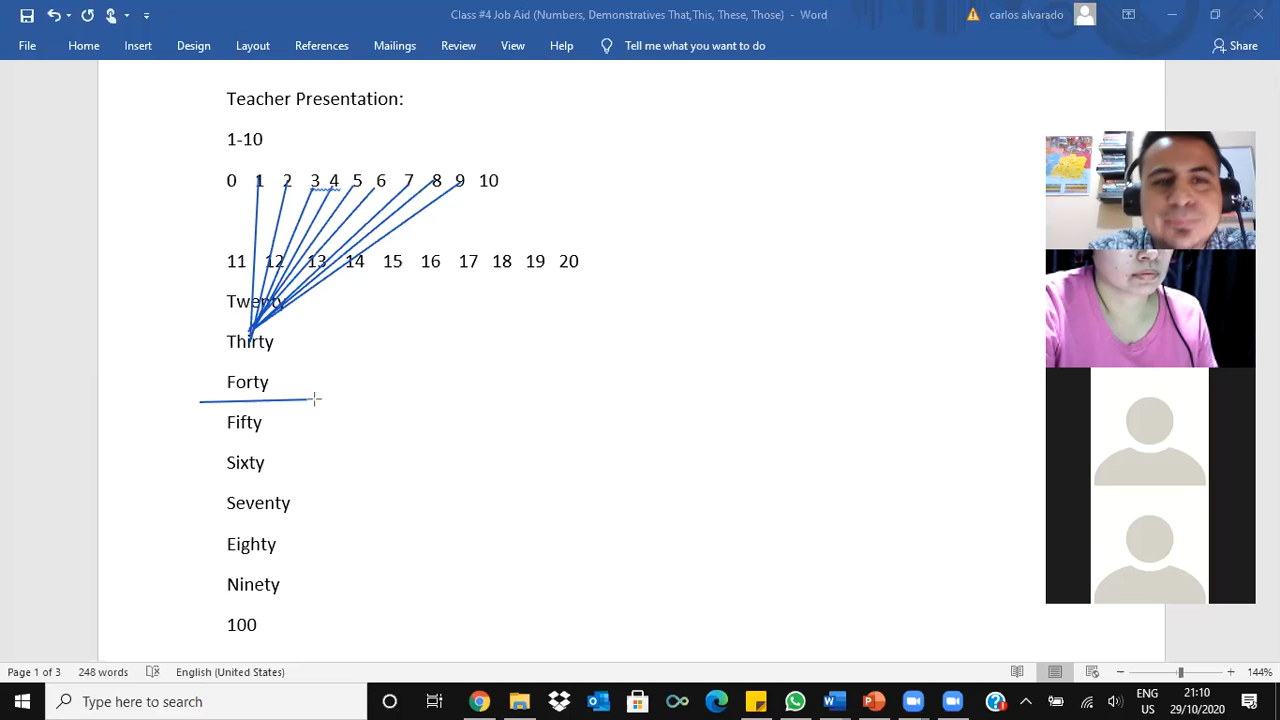 Class #4 Job Aid (Numbers, Demonstratives That,This, These, Those) - Word
carlos alvarado
File Home Insert Design Layout References Mailings Review View Help Tell me what you want to do Share
Teacher Presentation:
1-10
0 1 2 3 4 5 6 7 8 9 10
11 12 13 14 15 16 17 18 19 20
Twenty
Thirty
Forty
Fifty
Sixty
Seventy
Eighty
Ninety
100
Page 1 of 3 248 words English (United States) 144%
Type here to search
ENG 21:10
US 29/10/2020